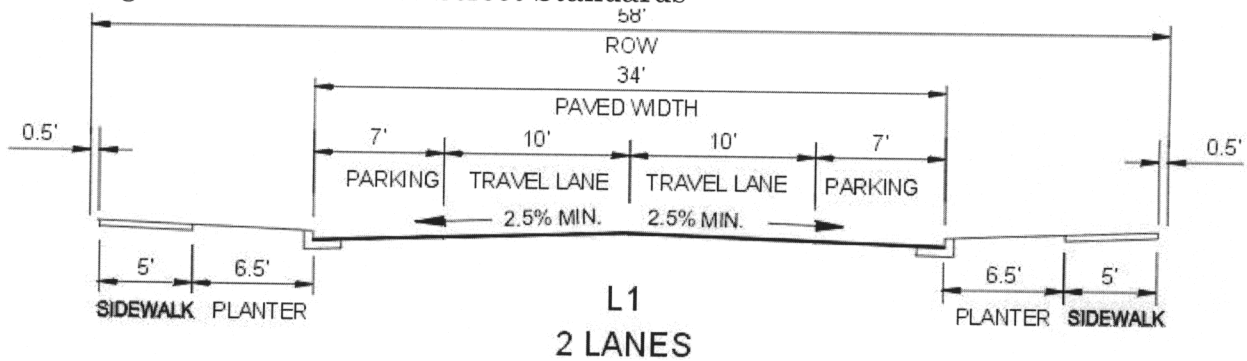 58'
ROW
34'
PAVED WIDTH
0.5' 7' 10' 10' 7' 0.5'
PARKING TRAVEL LANE TRAVEL LANE PARKING
2.5% MIN. 2.5% MIN.
5' 6.5' 6.5' 5'
SIDEWALK PLANTER PLANTER SIDEWALK
L1
2 LANES